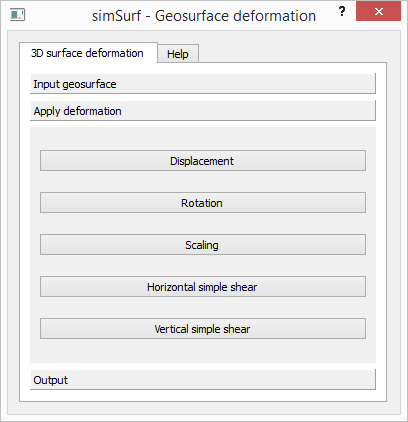 simSurf - Geosurface deformation
? ×
3D surface deformation
Help
Input geosurface
Apply deformation
Displacement
Rotation
Scaling
Horizontal simple shear
Vertical simple shear
Output